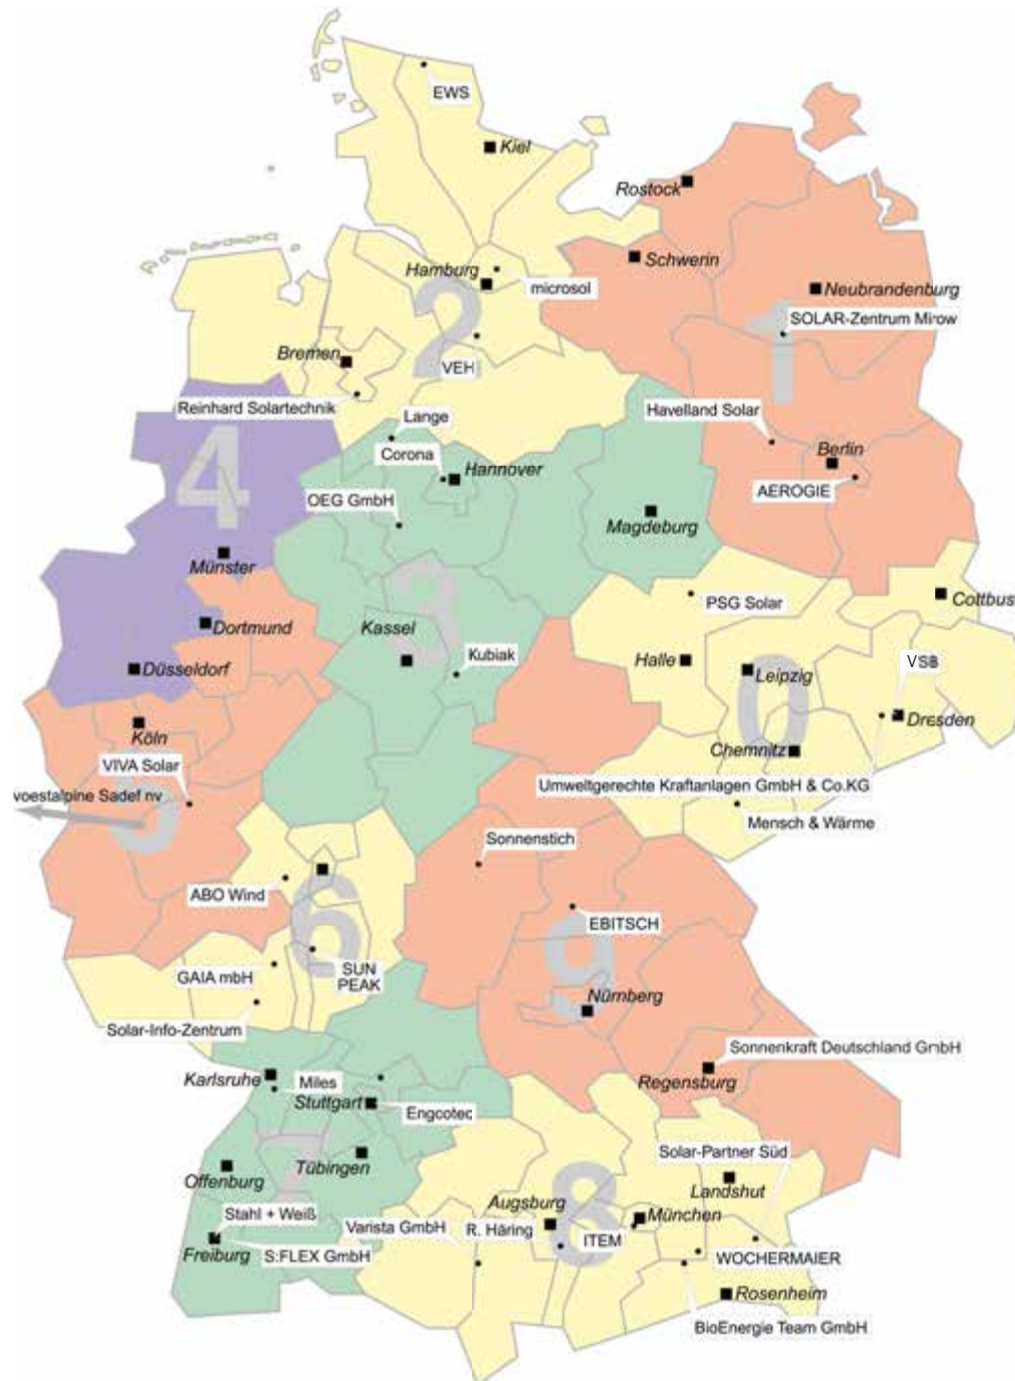 EWS
Kiel
Rostock
Schwerin
Hamburg
microsol
Neubrandenburg
2
1
SOLAR-Zentrum Mirow
Bremen
VEH
Reinhard Solartechnik
Lange
Havelland Solar
4
Corona
Hannover
Berlin
OEG GmbH
AEROGIE
Magdeburg
Münster
3
PSG Solar
Cottbus
Dortmund
Kassel
Düsseldorf
Kubiak
Halle
VSB
Leipzig
0
Köln
Dresden
Chemnitz
VIVA Solar
Umweltgerechte Kraftanlagen GmbH & Co.KG
voestalpine Sadef nv
5
Mensch & Wärme
Sonnenstich
ABO Wind
6
EBITSCH
9
GAIA mbH
SUN
PEAK
Nürnberg
Solar-Info-Zentrum
Sonnenkraft Deutschland GmbH
Karlsruhe
Miles
Regensburg
Stuttgart
Engcotec
7
Solar-Partner Süd
Offenburg
Tübingen
8
Landshut
Stahl + Weiß
Varista GmbH
R. Häring
Augsburg
ITEM
München
Freiburg
S:FLEX GmbH
WOCHERMAIER
Rosenheim
BioEnergie Team GmbH